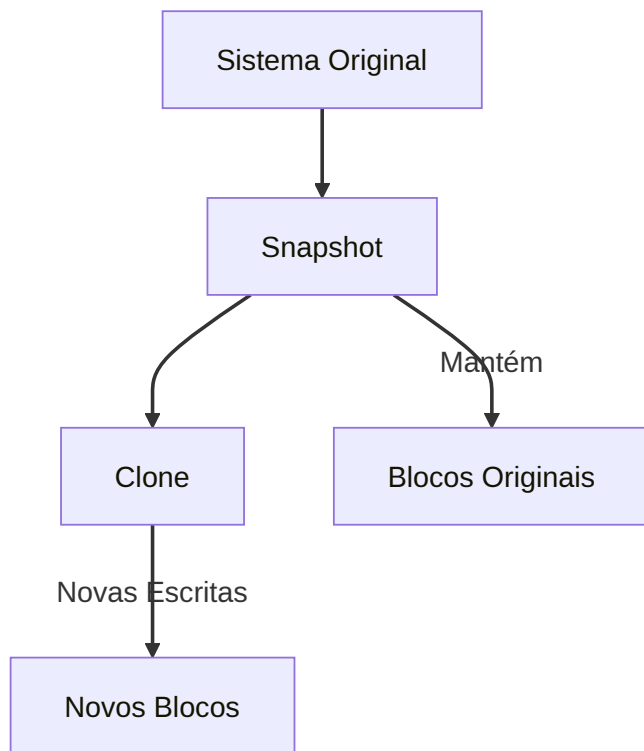 Sistema Original
Snapshot
Mantém
Clone
Blocos Originais
Novas Escritas
Novos Blocos